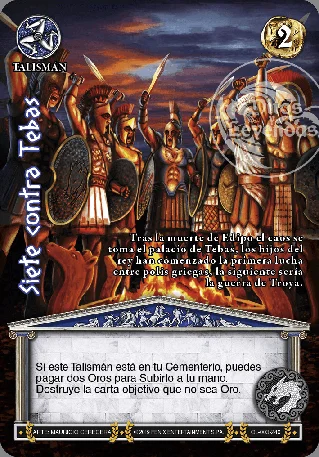 2
TALISMAN
Siete contra Tebas
Mitos
Leyendas
Tras la muerte de Edipo el caos se
toma el palacio de Tebas, los hijos del
rey han comenzado la primera lucha
entre polis griegas, la siguiente sería
la guerra de Troya.
Si este Talismán está en tu Cementerio, puedes
pagar dos Oros para Subirlo a tu mano.
Destruye la carta objetivo que no sea Oro.